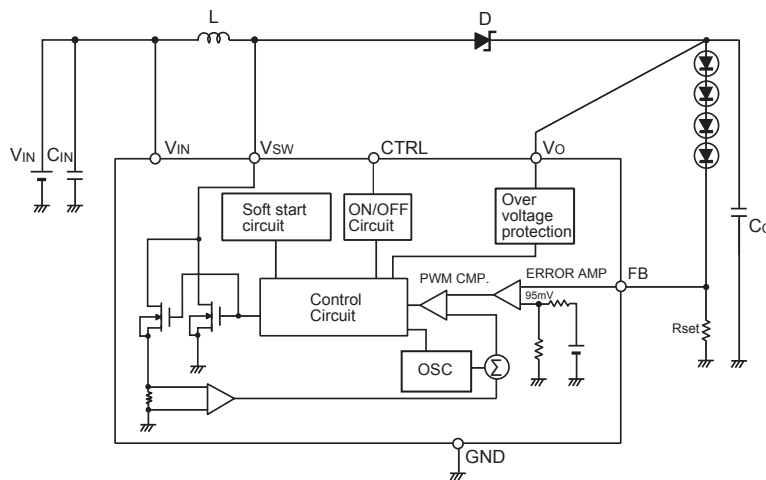 L
D
VIN
CIN
VIN
VSW
CTRL
VO
Soft start
circuit
ON/OFF
Circuit
Over
voltage
protection
CO
PWM CMP.
ERROR AMP
FB
95mV
Control
Circuit
Rset
OSC
Σ
GND